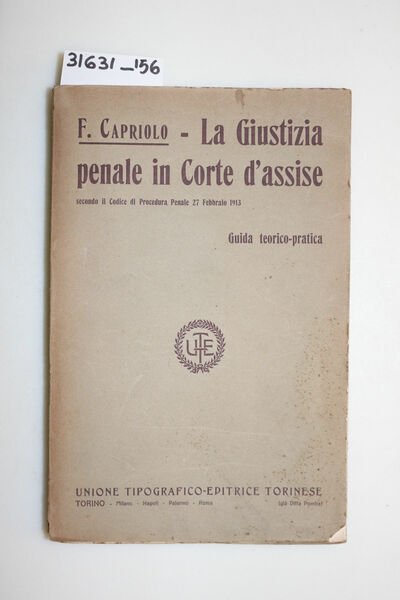 31631_156
F. CAPRIOLO - La Giustizia
penale in Corte d'assise
secondo il Codice di Procedura Penale 27 Febbraio 1913
Guida teorico-pratica
UTE
UNIONE TIPOGRAFICO-EDITRICE TORINESE
TORINO - Milano - Napoli - Palermo - Roma (già Ditta Pomba)